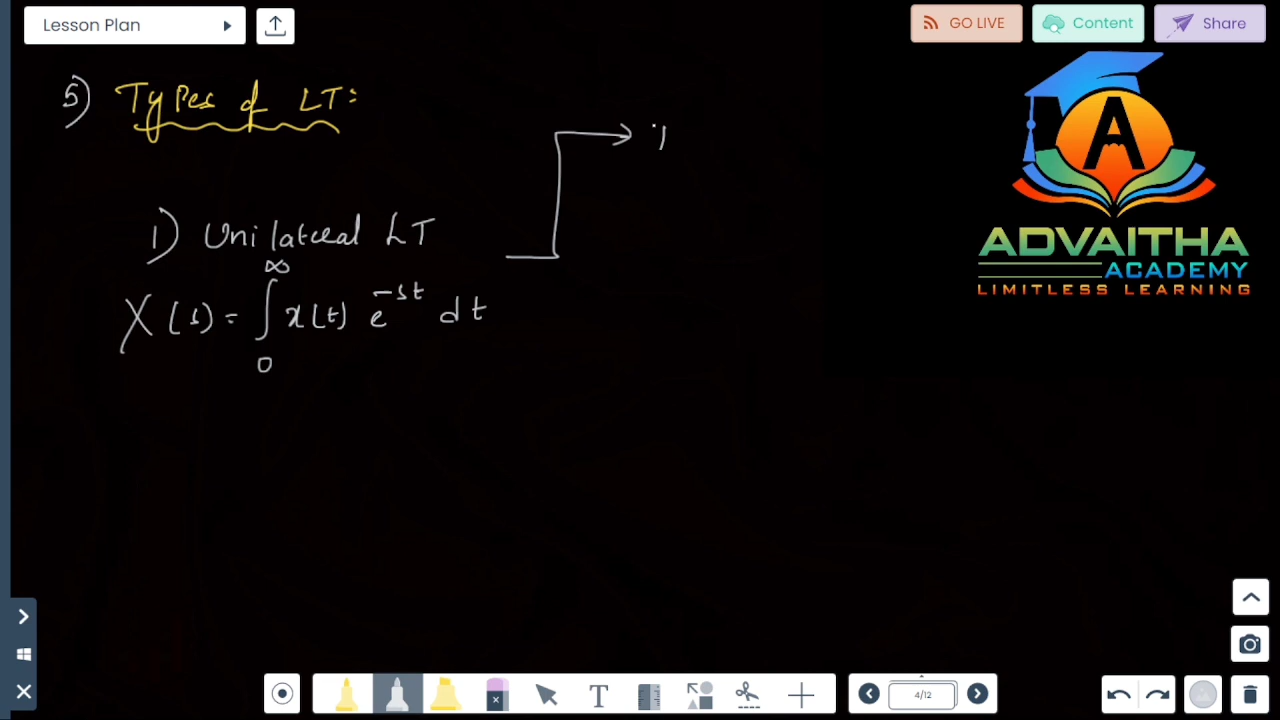 Lesson Plan
GO LIVE
Content
Share
5) Types of LT:
1) Unilateral LT
X(s) = ∫₀^∞ x(t) e^{-st} dt
A
ADVAITHA
ACADEMY
LIMITLESS LEARNING
T
4/12